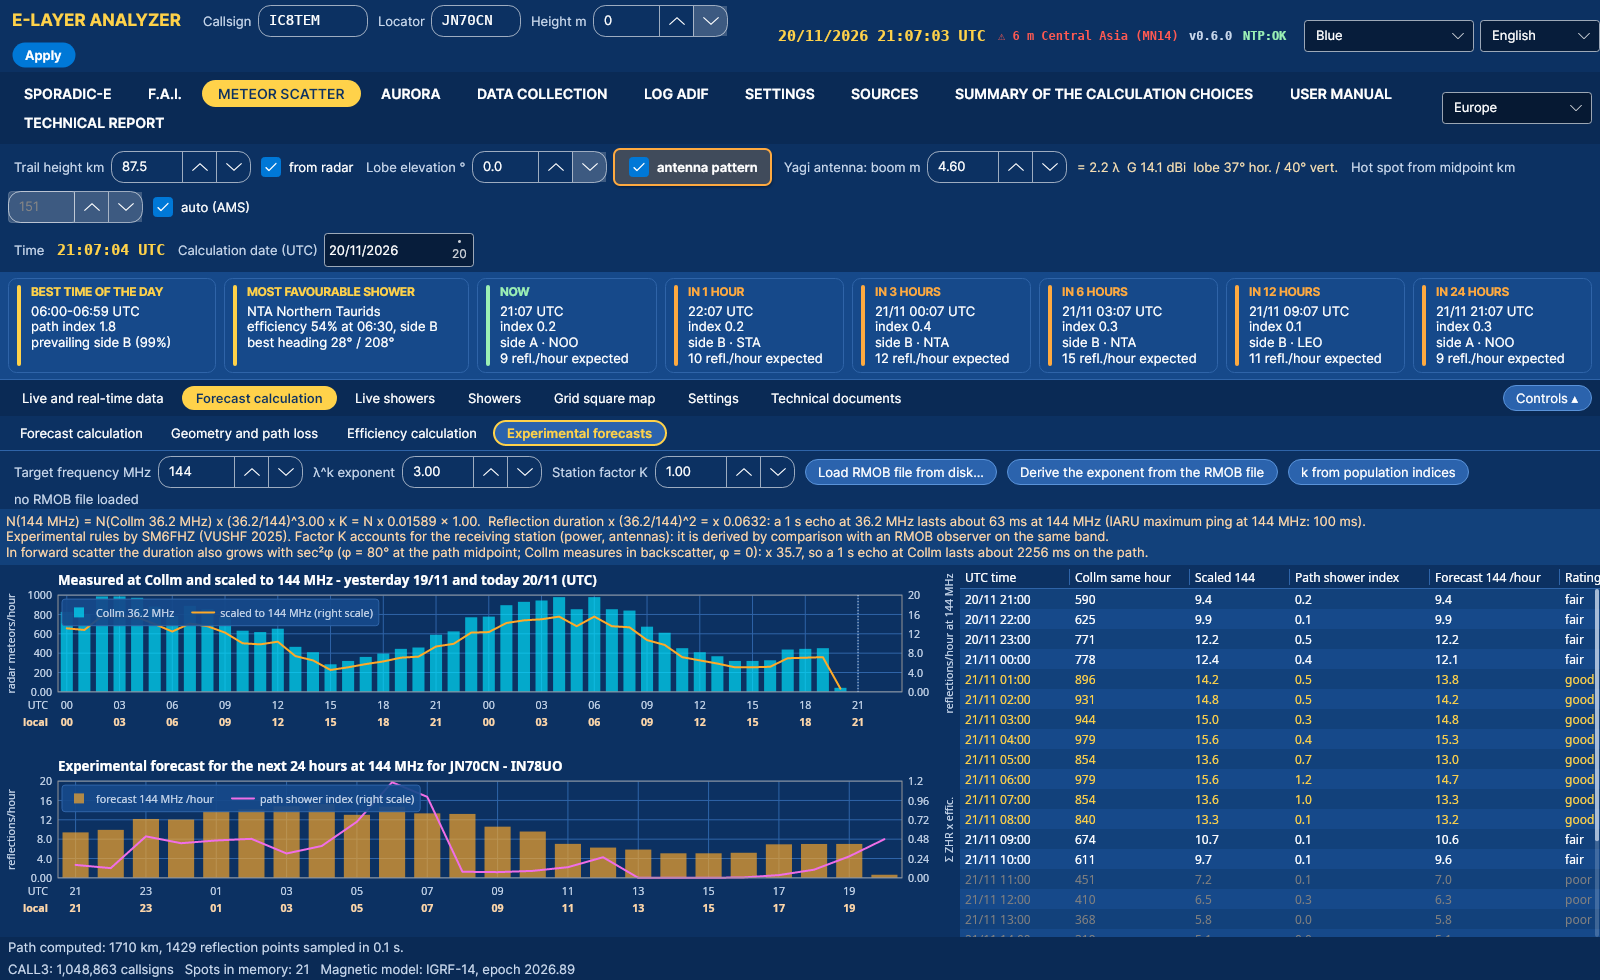 E-LAYER ANALYZER Callsign IC8TEM Locator JN70CN Height m 0
Apply
20/11/2026 21:07:03 UTC ⚠ 6 m Central Asia (MN14) v0.6.0 NTP:OK Blue English
SPORADIC-E F.A.I. METEOR SCATTER AURORA DATA COLLECTION LOG ADIF SETTINGS SOURCES SUMMARY OF THE CALCULATION CHOICES USER MANUAL
TECHNICAL REPORT
Europe
Trail height km 87.5 from radar Lobe elevation ° 0.0 antenna pattern Yagi antenna: boom m 4.60 = 2.2 λ G 14.1 dBi lobe 37° hor. / 40° vert. Hot spot from midpoint km
151 auto (AMS)
Time 21:07:04 UTC Calculation date (UTC) 20/11/2026 20
BEST TIME OF THE DAY
06:00-06:59 UTC
path index 1.8
prevailing side B (99%)
MOST FAVOURABLE SHOWER
NTA Northern Taurids
efficiency 54% at 06:30, side B
best heading 28° / 208°
NOW
21:07 UTC
index 0.2
side A · NOO
9 refl./hour expected
IN 1 HOUR
22:07 UTC
index 0.2
side B · STA
10 refl./hour expected
IN 3 HOURS
21/11 00:07 UTC
index 0.4
side B · NTA
12 refl./hour expected
IN 6 HOURS
21/11 03:07 UTC
index 0.3
side B · NTA
15 refl./hour expected
IN 12 HOURS
21/11 09:07 UTC
index 0.1
side B · LEO
11 refl./hour expected
IN 24 HOURS
21/11 21:07 UTC
index 0.3
side A · NOO
9 refl./hour expected
Live and real-time data Forecast calculation Live showers Showers Grid square map Settings Technical documents Controls ▴
Forecast calculation Geometry and path loss Efficiency calculation Experimental forecasts
Target frequency MHz 144 λ^k exponent 3.00 Station factor K 1.00 Load RMOB file from disk... Derive the exponent from the RMOB file k from population indices
no RMOB file loaded
N(144 MHz) = N(Collm 36.2 MHz) x (36.2/144)^3.00 x K = N x 0.01589 × 1.00. Reflection duration x (36.2/144)^2 = x 0.0632: a 1 s echo at 36.2 MHz lasts about 63 ms at 144 MHz (IARU maximum ping at 144 MHz: 100 ms).
Experimental rules by SM6FHZ (VUSHF 2025). Factor K accounts for the receiving station (power, antennas): it is derived by comparison with an RMOB observer on the same band.
In forward scatter the duration also grows with sec²φ (φ = 80° at the path midpoint; Collm measures in backscatter, φ = 0): x 35.7, so a 1 s echo at Collm lasts about 2256 ms on the path.
Measured at Collm and scaled to 144 MHz - yesterday 19/11 and today 20/11 (UTC)
radar meteors/hour
1000
800
600
400
200
0.00
Collm 36.2 MHz scaled to 144 MHz (right scale)
20
16
12
8.0
4.0
0.00
reflections/hour at 144 MHz
UTC 00 03 06 09 12 15 18 21 00 03 06 09 12 15 18 21
local 00 03 06 09 12 15 18 21 00 03 06 09 12 15 18 21
Experimental forecast for the next 24 hours at 144 MHz for JN70CN - IN78UO
reflections/hour
20
16
12
8.0
4.0
0.00
forecast 144 MHz /hour path shower index (right scale)
1.2
0.96
0.72
0.48
0.24
0.00
Σ ZHR x effic.
UTC 21 23 01 03 05 07 09 11 13 15 17 19
local 21 23 01 03 05 07 09 11 13 15 17 19
UTC time Collm same hour Scaled 144 Path shower index Forecast 144 /hour Rating
20/11 21:00 590 9.4 0.2 9.4 fair
20/11 22:00 625 9.9 0.1 9.9 fair
20/11 23:00 771 12.2 0.5 12.2 fair
21/11 00:00 778 12.4 0.4 12.1 fair
21/11 01:00 896 14.2 0.5 13.8 good
21/11 02:00 931 14.8 0.5 14.2 good
21/11 03:00 944 15.0 0.3 14.8 good
21/11 04:00 979 15.6 0.4 15.3 good
21/11 05:00 854 13.6 0.7 13.0 good
21/11 06:00 979 15.6 1.2 14.7 good
21/11 07:00 854 13.6 1.0 13.3 good
21/11 08:00 840 13.3 0.1 13.2 good
21/11 09:00 674 10.7 0.1 10.6 fair
21/11 10:00 611 9.7 0.1 9.6 fair
21/11 11:00 451 7.2 0.1 7.0 poor
21/11 12:00 410 6.5 0.3 6.3 poor
21/11 13:00 368 5.8 0.0 5.8 poor
Path computed: 1710 km, 1429 reflection points sampled in 0.1 s.
CALL3: 1,048,863 callsigns Spots in memory: 21 Magnetic model: IGRF-14, epoch 2026.89